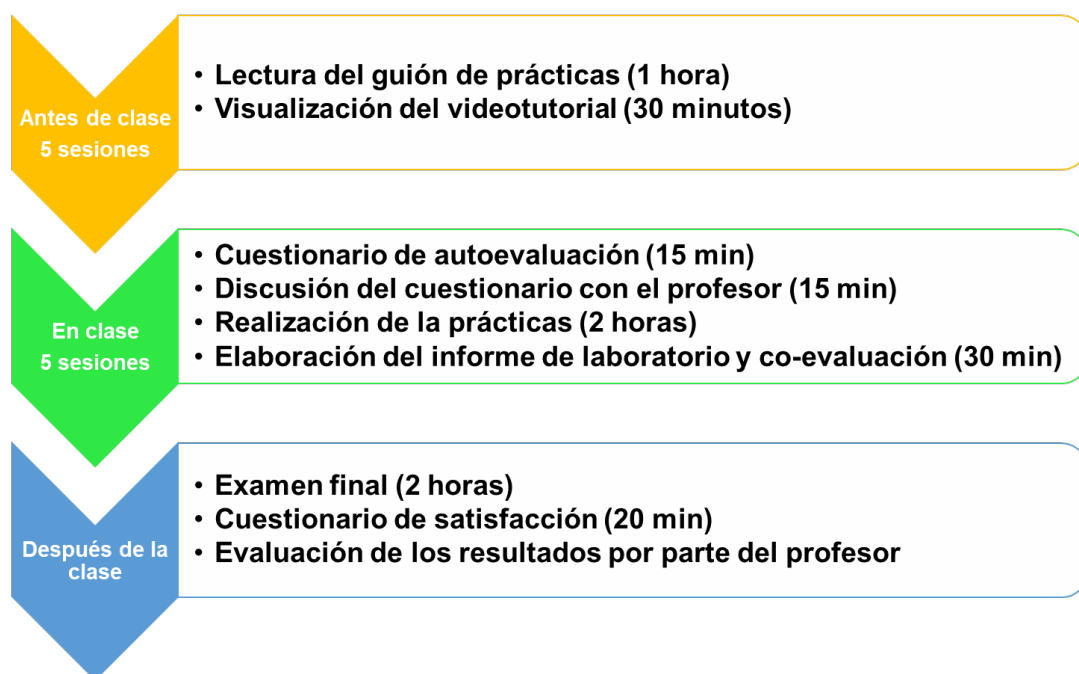 Antes de clase
5 sesiones
• Lectura del guión de prácticas (1 hora)
• Visualización del videotutorial (30 minutos)
En clase
5 sesiones
• Cuestionario de autoevaluación (15 min)
• Discusión del cuestionario con el profesor (15 min)
• Realización de la prácticas (2 horas)
• Elaboración del informe de laboratorio y co-evaluación (30 min)
Después de la
clase
• Examen final (2 horas)
• Cuestionario de satisfacción (20 min)
• Evaluación de los resultados por parte del profesor